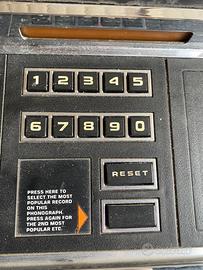 1 2 3 4 5
6 7 8 9 0
RESET
PRESS HERE TO
SELECT THE MOST
POPULAR RECORD
ON THIS
PHONOGRAPH.
PRESS AGAIN FOR
THE 2ND MOST
POPULAR ETC.